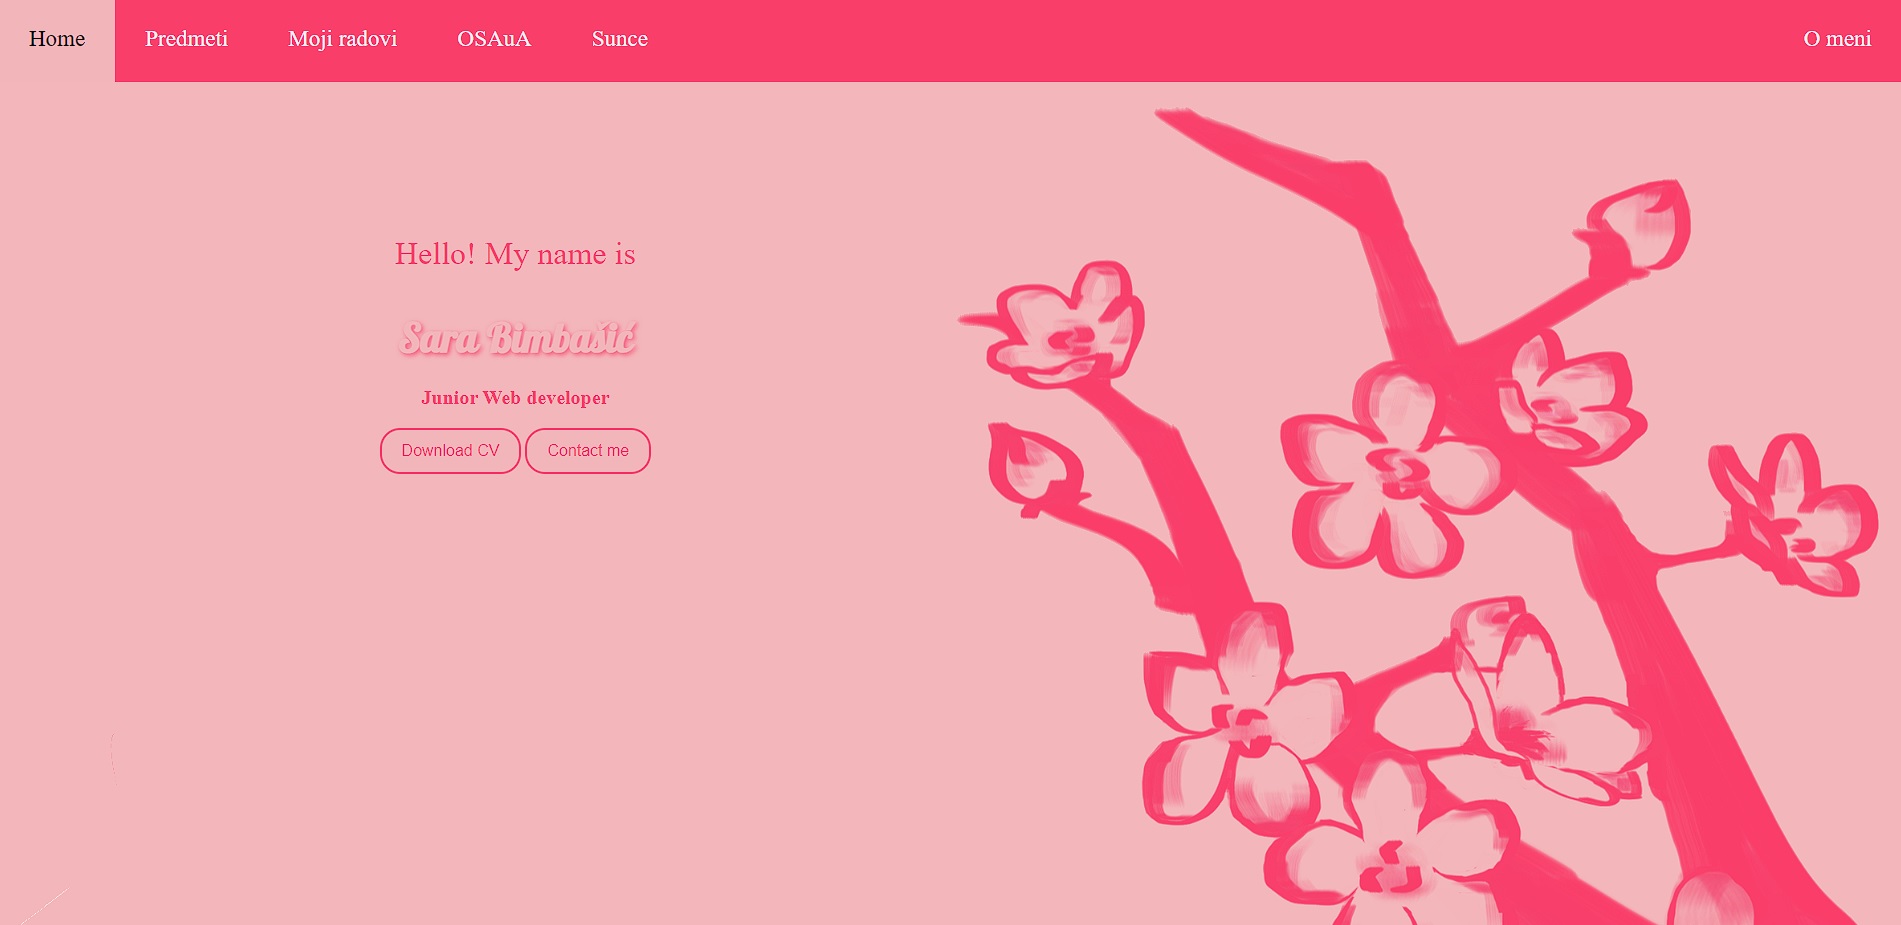 Home Predmeti Moji radovi OSAuA Sunce O meni
Hello! My name is
Sara Bimbašić
Junior Web developer
Download CV Contact me